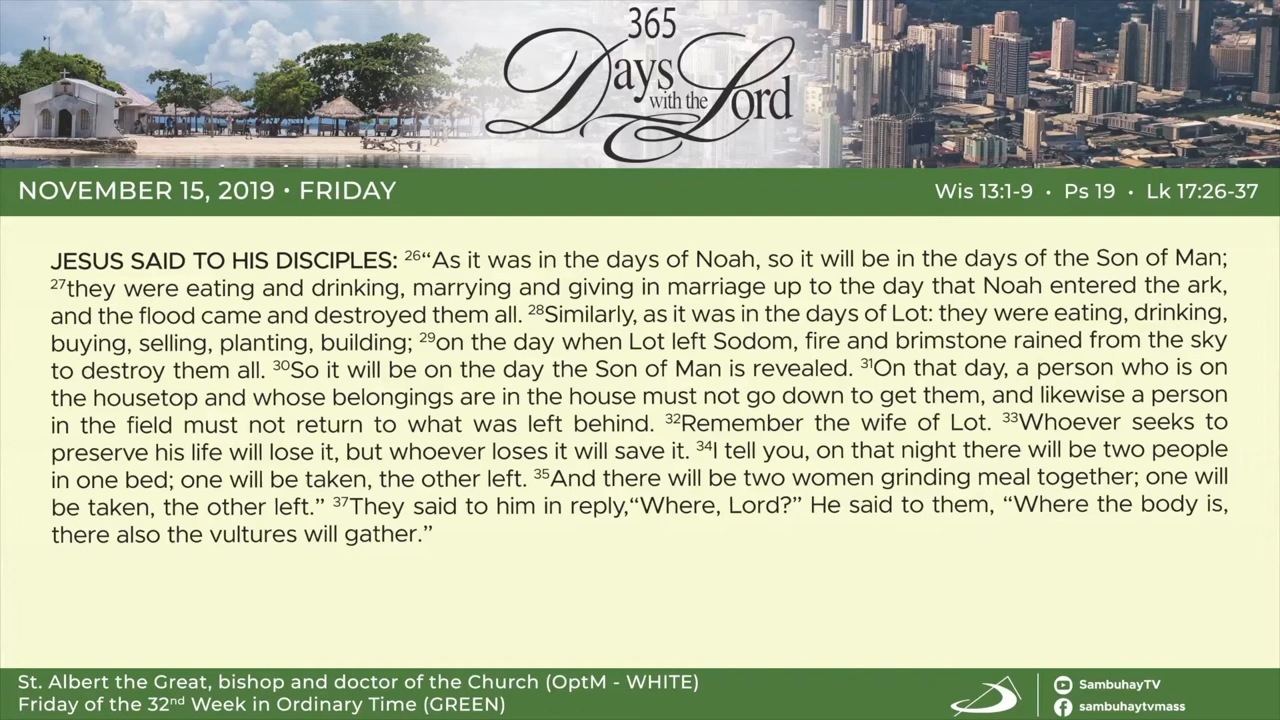 365
Days
with the
Lord
NOVEMBER 15, 2019 • FRIDAY
Wis 13:1-9 • Ps 19 • Lk 17:26-37
JESUS SAID TO HIS DISCIPLES: ²⁶“As it was in the days of Noah, so it will be in the days of the Son of Man;
²⁷they were eating and drinking, marrying and giving in marriage up to the day that Noah entered the ark,
and the flood came and destroyed them all. ²⁸Similarly, as it was in the days of Lot: they were eating, drinking,
buying, selling, planting, building; ²⁹on the day when Lot left Sodom, fire and brimstone rained from the sky
to destroy them all. ³⁰So it will be on the day the Son of Man is revealed. ³¹On that day, a person who is on
the housetop and whose belongings are in the house must not go down to get them, and likewise a person
in the field must not return to what was left behind. ³²Remember the wife of Lot. ³³Whoever seeks to
preserve his life will lose it, but whoever loses it will save it. ³⁴I tell you, on that night there will be two people
in one bed; one will be taken, the other left. ³⁵And there will be two women grinding meal together; one will
be taken, the other left.” ³⁷They said to him in reply,“Where, Lord?” He said to them, “Where the body is,
there also the vultures will gather.”
St. Albert the Great, bishop and doctor of the Church (OptM - WHITE)
Friday of the 32ⁿᵈ Week in Ordinary Time (GREEN)
SambuhayTV
sambuhaytvmass